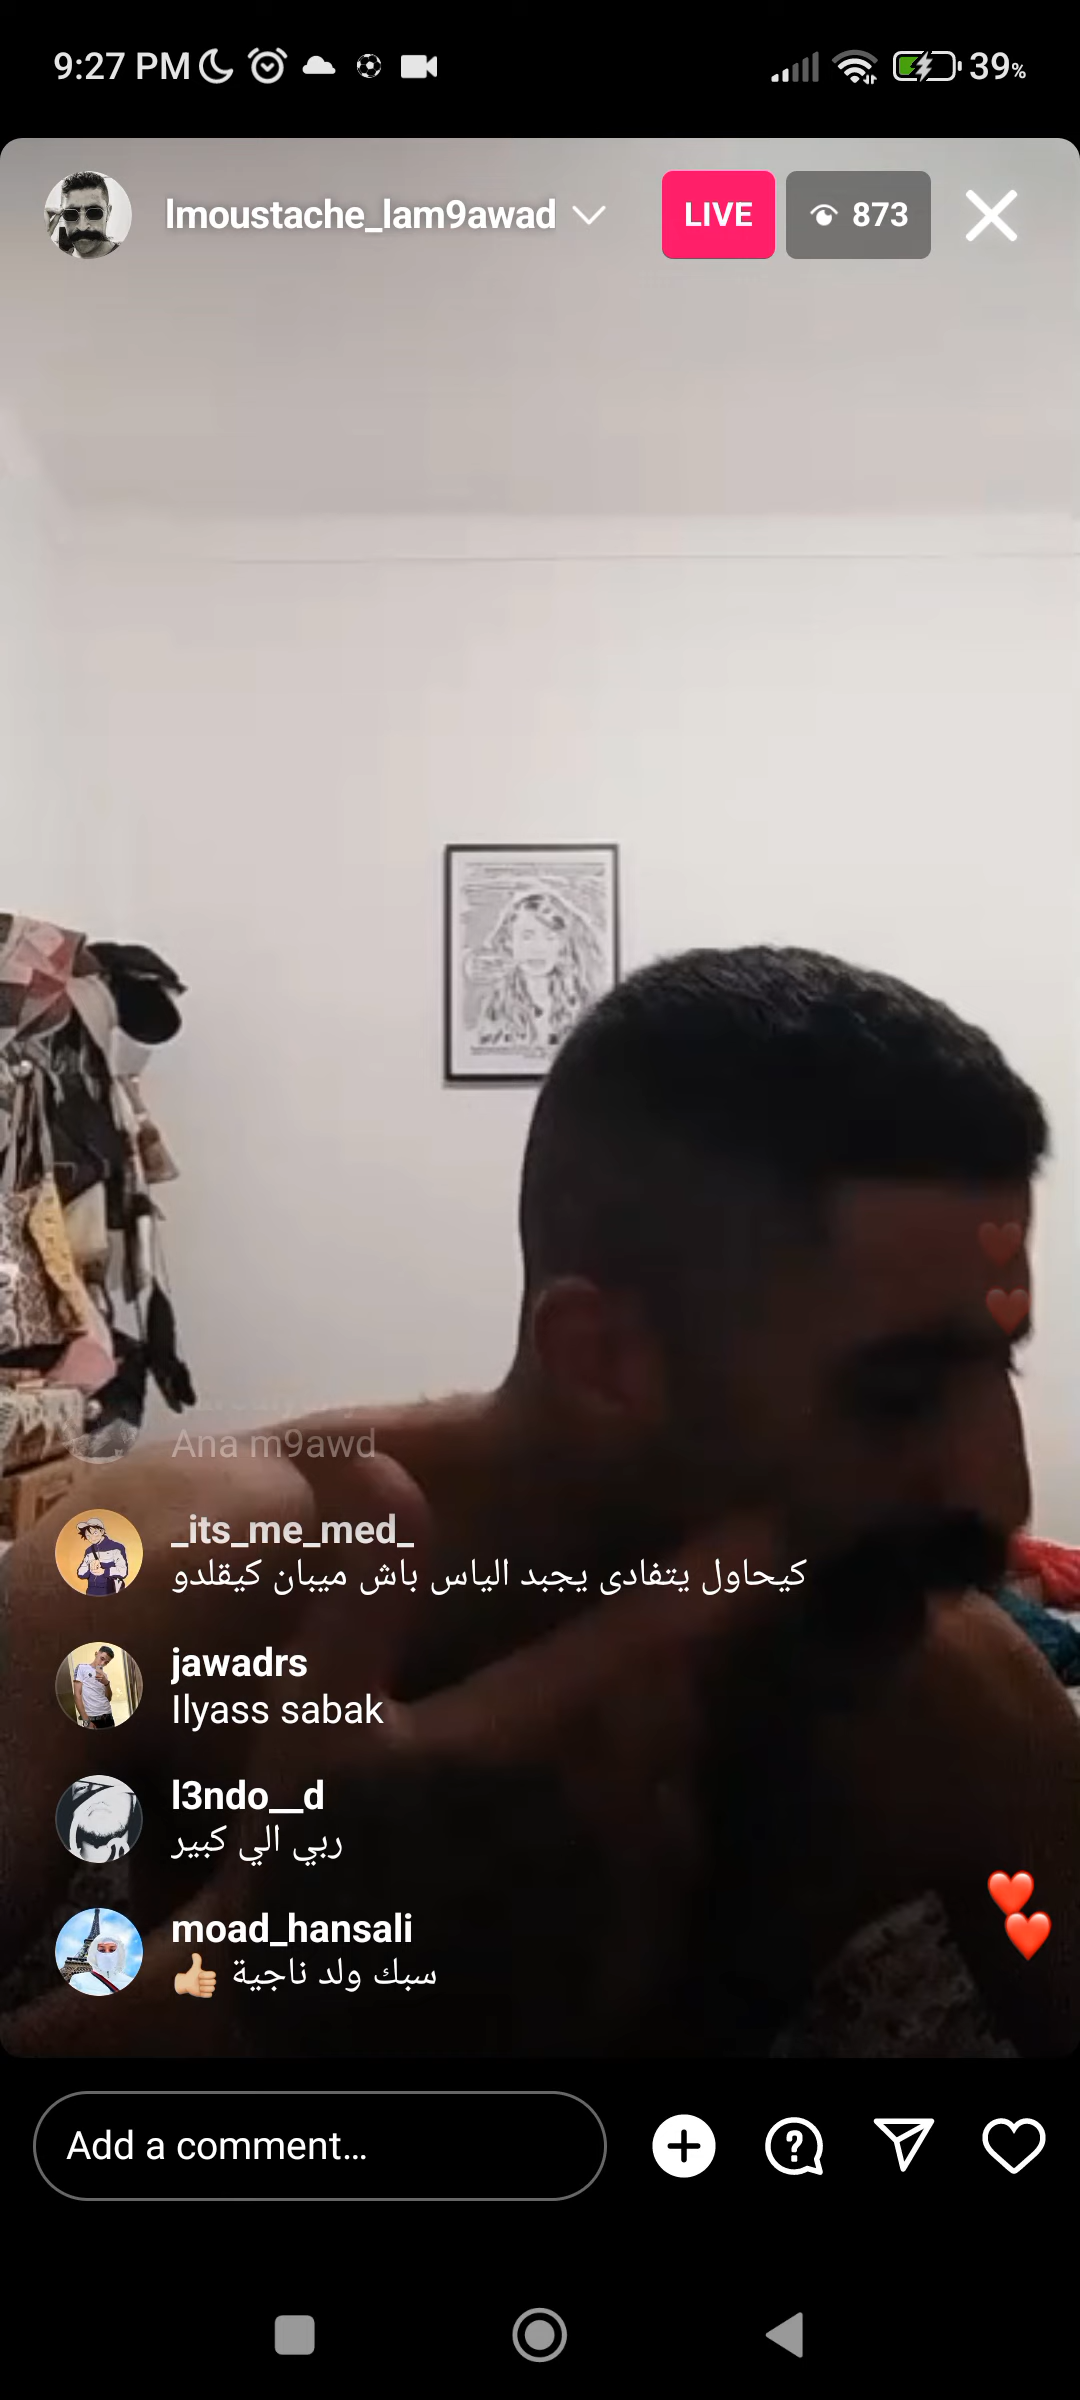 9:27 PM
39%
lmoustache_lam9awad
LIVE
873
Ana m9awd
_its_me_med_
كيحاول يتفادى يجبد الياس باش ميبان كيقلدو
jawadrs
Ilyass sabak
l3ndo__d
ربي الي كبير
moad_hansali
سبك ولد ناجية 👍🏼
Add a comment...